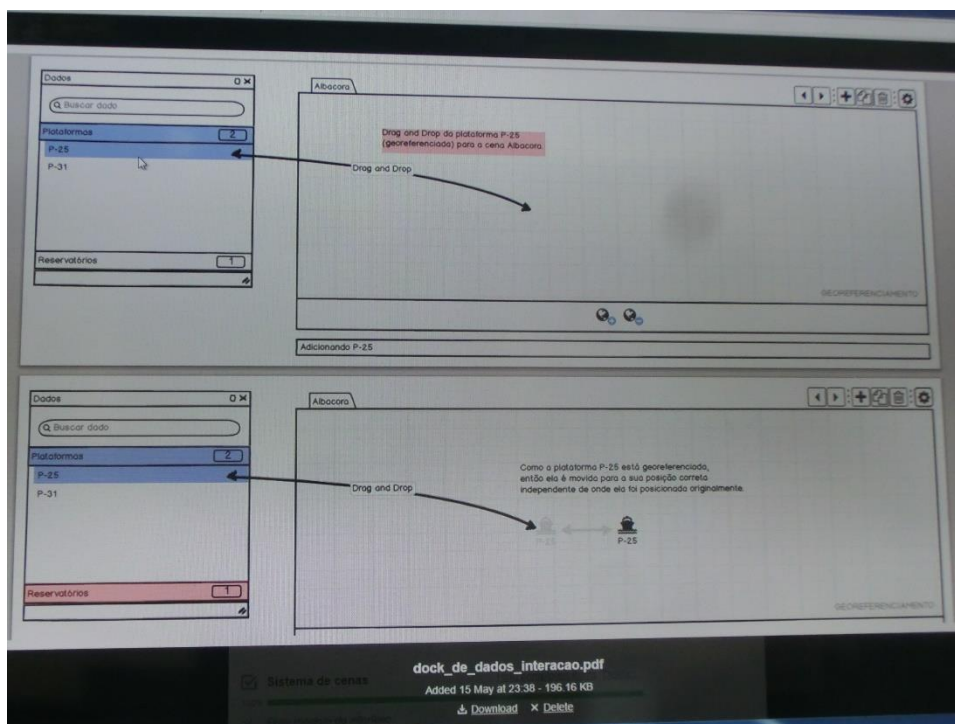 Dados
Buscar dado
Plataformas 2
P-25
P-31
Reservatórios 1
Albacora
Drag and Drop da plataforma P-25
(georeferenciada) para a cena Albacora.
Drag and Drop
GEOREFERENCIAMENTO
Adicionando P-25
Dados
Buscar dado
Plataformas 2
P-25
P-31
Reservatórios 1
Albacora
Como a plataforma P-25 está georeferenciada,
então ela é movida para a sua posição correta
independente de onde ela foi posicionada originalmente.
Drag and Drop
P-25
P-25
GEOREFERENCIAMENTO
dock_de_dados_interacao.pdf
Sistema de cenas
Added 15 May at 23:38 - 196.16 KB
Download Delete